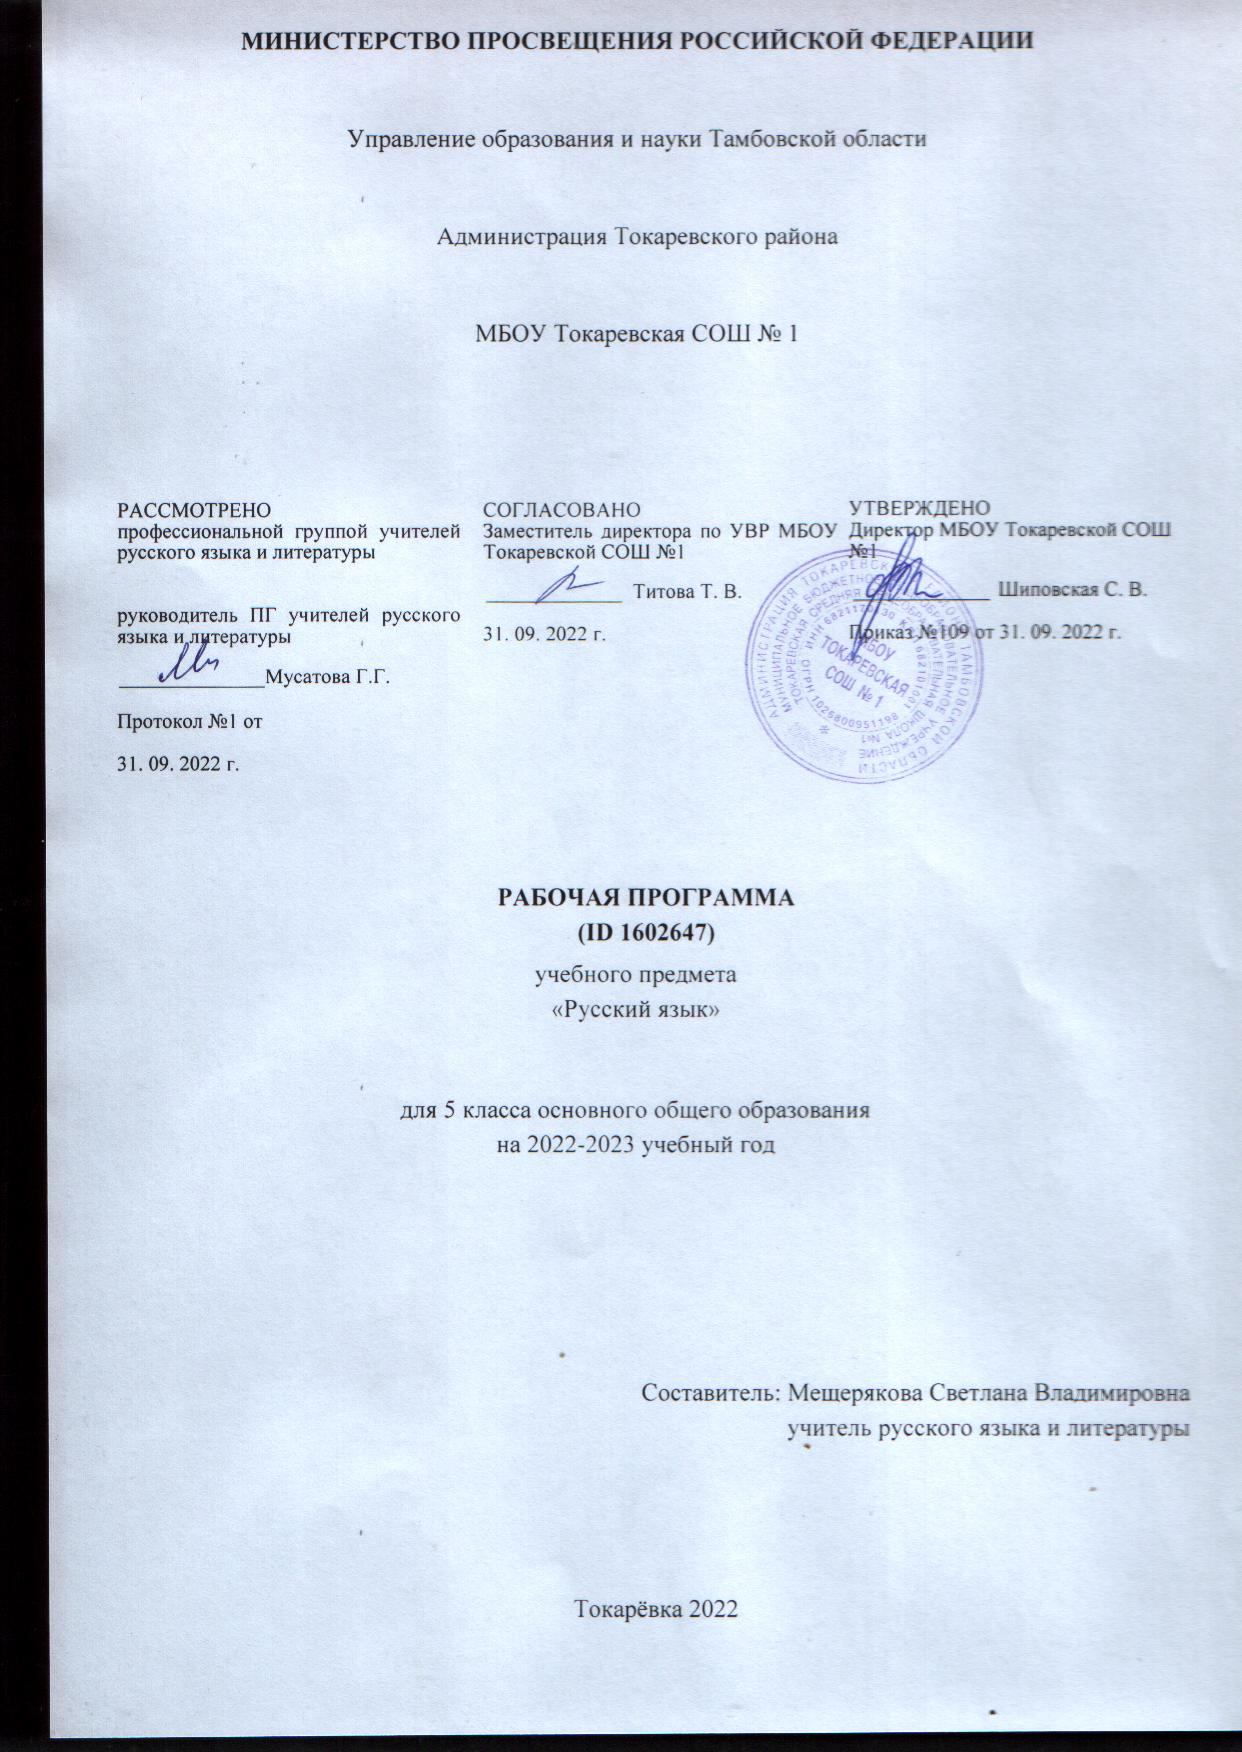 МИНИСТЕРСТВО ПРОСВЕЩЕНИЯ РОССИЙСКОЙ ФЕДЕРАЦИИ
Управление образования и науки Тамбовской области
Администрация Токаревского района
МБОУ Токаревская СОШ № 1
РАССМОТРЕНО
профессиональной группой учителей
русского языка и литературы
руководитель ПГ учителей русского
языка и литературы
Мусатова Г.Г.
Протокол №1 от
31. 09. 2022 г.
СОГЛАСОВАНО
Заместитель директора по УВР МБОУ
Токаревской СОШ №1
Титова Т. В.
31. 09. 2022 г.
УТВЕРЖДЕНО
Директор МБОУ Токаревской СОШ
№1
Шиповская С. В.
Приказ №109 от 31. 09. 2022 г.
МБОУ
ТОКАРЕВСКАЯ
СОШ № 1
РАБОЧАЯ ПРОГРАММА
(ID 1602647)
учебного предмета
«Русский язык»
для 5 класса основного общего образования
на 2022-2023 учебный год
Составитель: Мещерякова Светлана Владимировна
учитель русского языка и литературы
Токарёвка 2022